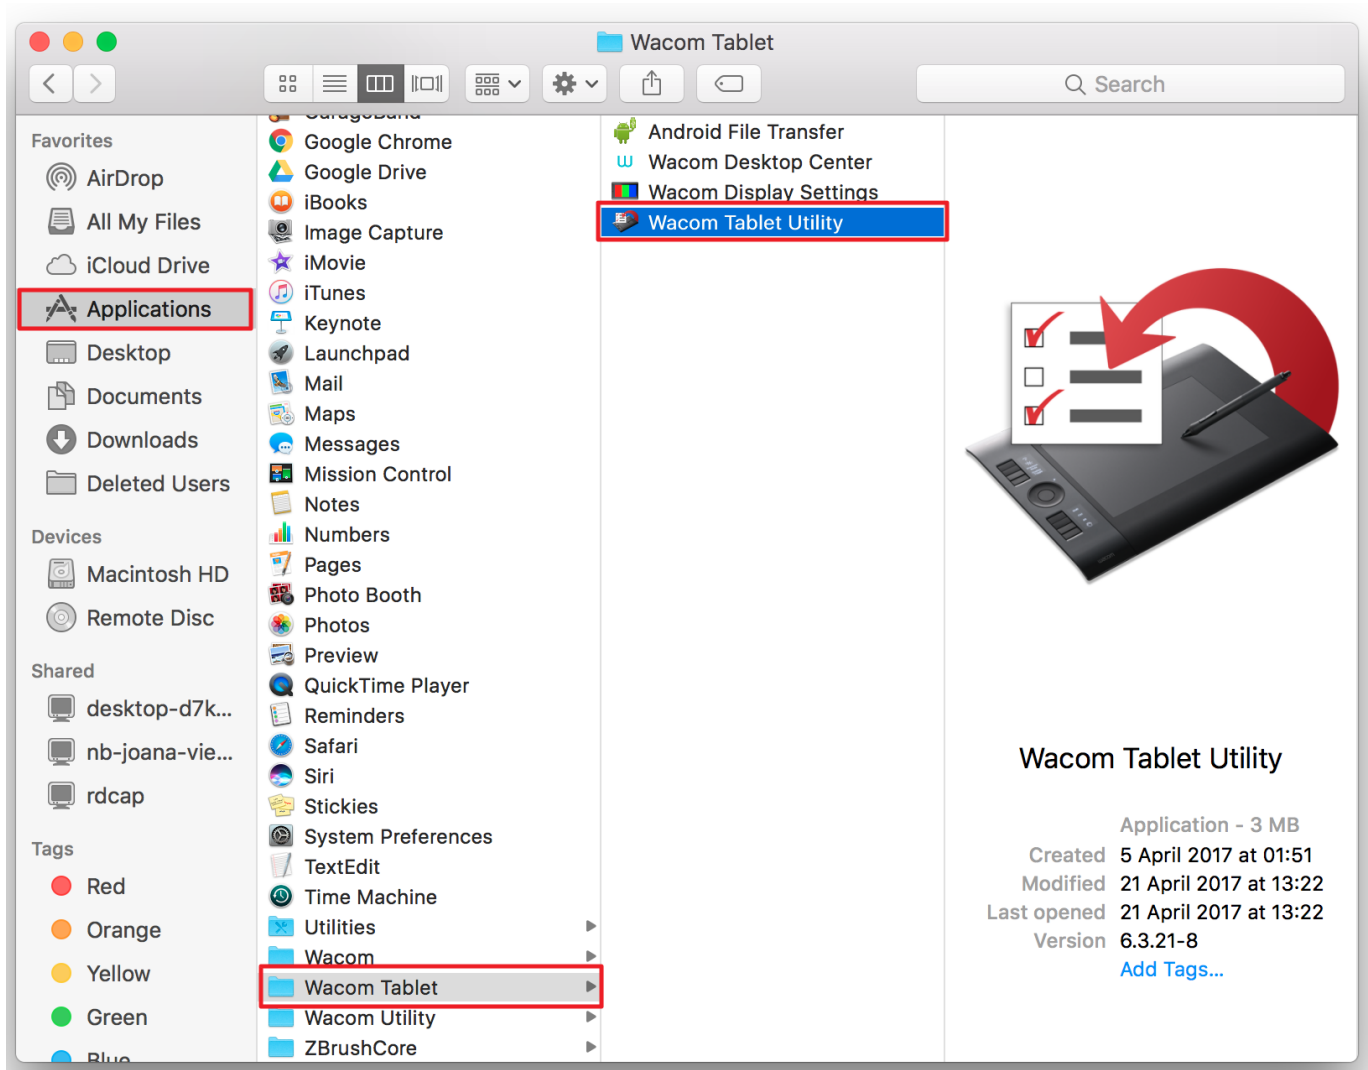 Wacom Tablet
Search
Favorites
AirDrop
All My Files
iCloud Drive
Applications
Desktop
Documents
Downloads
Deleted Users
Devices
Macintosh HD
Remote Disc
Shared
desktop-d7k...
nb-joana-vie...
rdcap
Tags
Red
Orange
Yellow
Green
Blue
GarageBand
Google Chrome
Google Drive
iBooks
Image Capture
iMovie
iTunes
Keynote
Launchpad
Mail
Maps
Messages
Mission Control
Notes
Numbers
Pages
Photo Booth
Photos
Preview
QuickTime Player
Reminders
Safari
Siri
Stickies
System Preferences
TextEdit
Time Machine
Utilities
Wacom
Wacom Tablet
Wacom Utility
ZBrushCore
Android File Transfer
Wacom Desktop Center
Wacom Display Settings
Wacom Tablet Utility
Wacom Tablet Utility
Application - 3 MB
Created 5 April 2017 at 01:51
Modified 21 April 2017 at 13:22
Last opened 21 April 2017 at 13:22
Version 6.3.21-8
Add Tags...